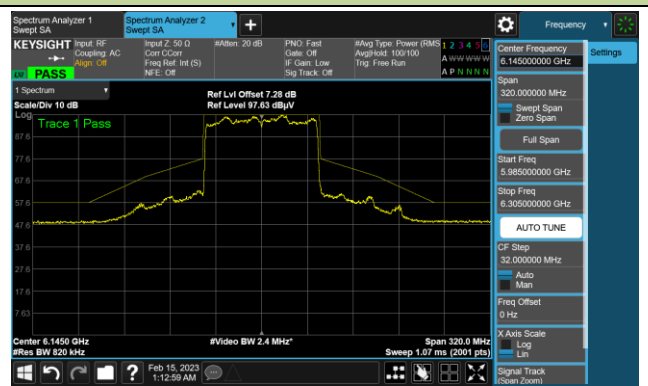 Spectrum Analyzer 1
Swept SA
Spectrum Analyzer 2
Swept SA
+
Frequency
KEYSIGHT
Input: RF
Coupling: AC
Align: Off
Input Z: 50 Ω
Corr CCorr
Freq Ref: Int (S)
NFE: Off
#Atten: 20 dB
PNO: Fast
Gate: Off
IF Gain: Low
Sig Track: Off
#Avg Type: Power (RMS
Avg|Hold: 100/100
Trig: Free Run
1 2 3 4 5 6
A W W W W W
A P N N N N
PASS
1 Spectrum
Scale/Div 10 dB
Ref Lvl Offset 7.28 dB
Ref Level 97.63 dBµV
Log
Trace 1 Pass
87.6
77.6
67.6
57.6
47.6
37.6
27.6
17.6
7.63
Center 6.1450 GHz
#Res BW 820 kHz
#Video BW 2.4 MHz*
Span 320.0 MHz
Sweep 1.07 ms (2001 pts)
Feb 15, 2023
1:12:59 AM
Center Frequency
6.145000000 GHz
Settings
Span
320.000000 MHz
Swept Span
Zero Span
Full Span
Start Freq
5.985000000 GHz
Stop Freq
6.305000000 GHz
AUTO TUNE
CF Step
32.000000 MHz
Auto
Man
Freq Offset
0 Hz
X Axis Scale
Log
Lin
Signal Track
(Span Zoom)